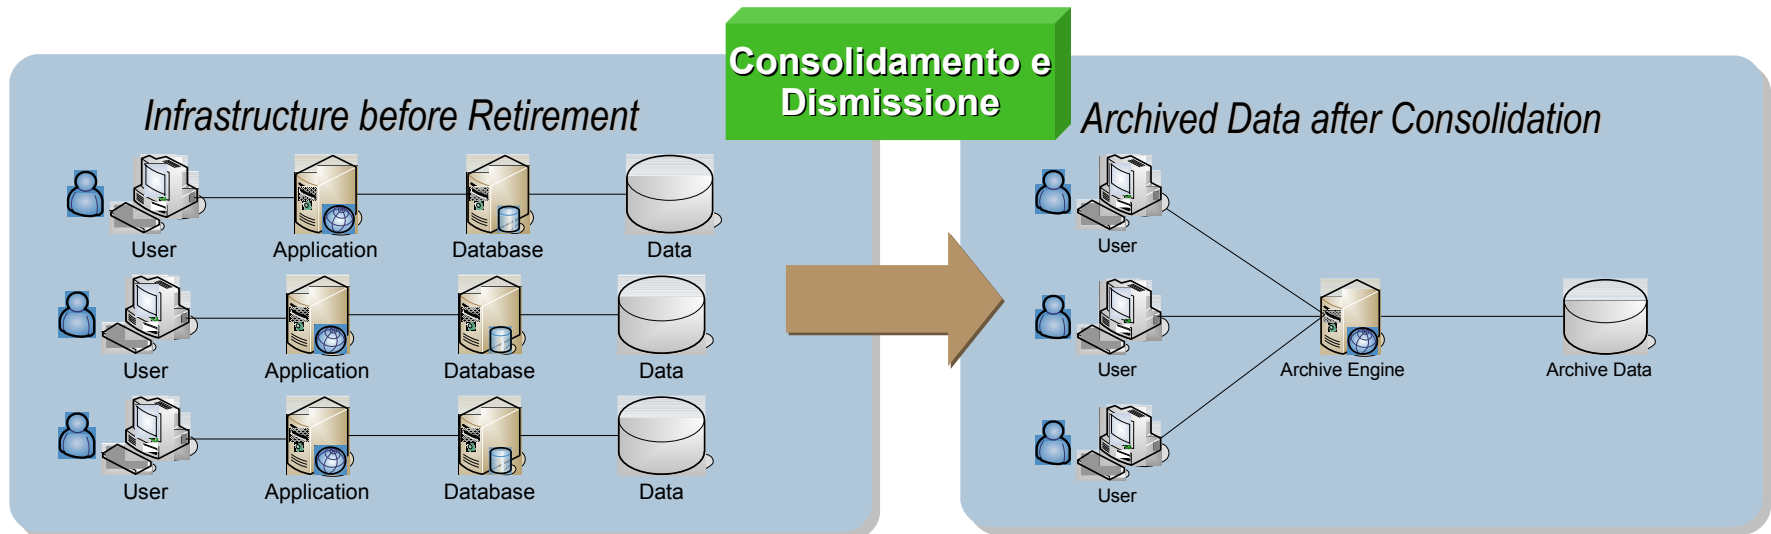 Consolidamento e
Dismissione
Infrastructure before Retirement
User Application Database Data
User Application Database Data
User Application Database Data
Archived Data after Consolidation
User
User
Archive Engine Archive Data
User